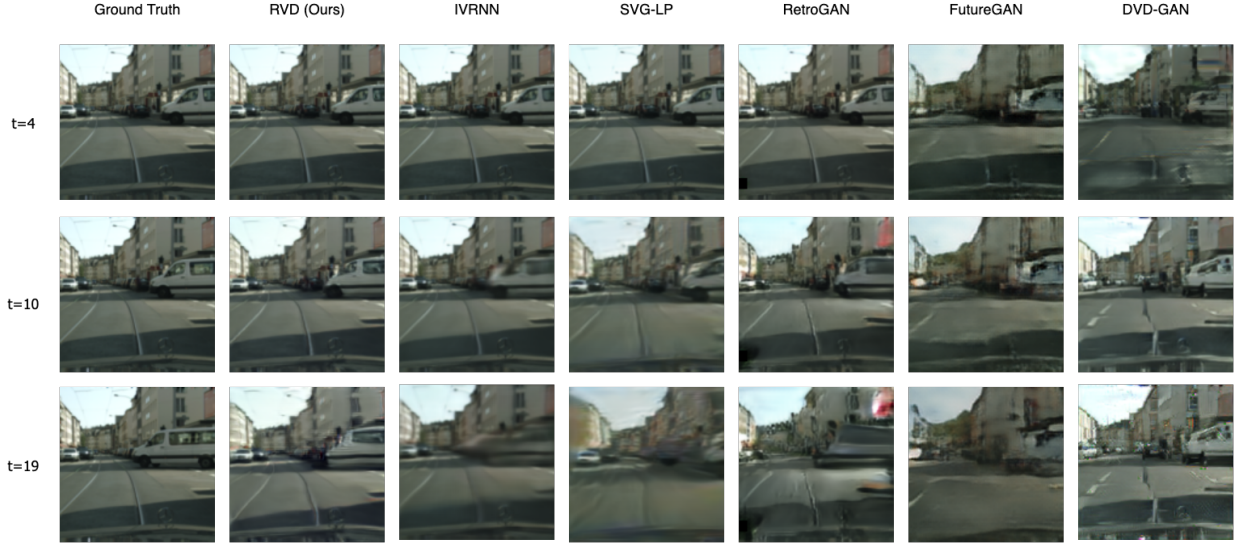 Ground Truth RVD (Ours) IVRNN SVG-LP RetroGAN FutureGAN DVD-GAN
t=4
t=10
t=19